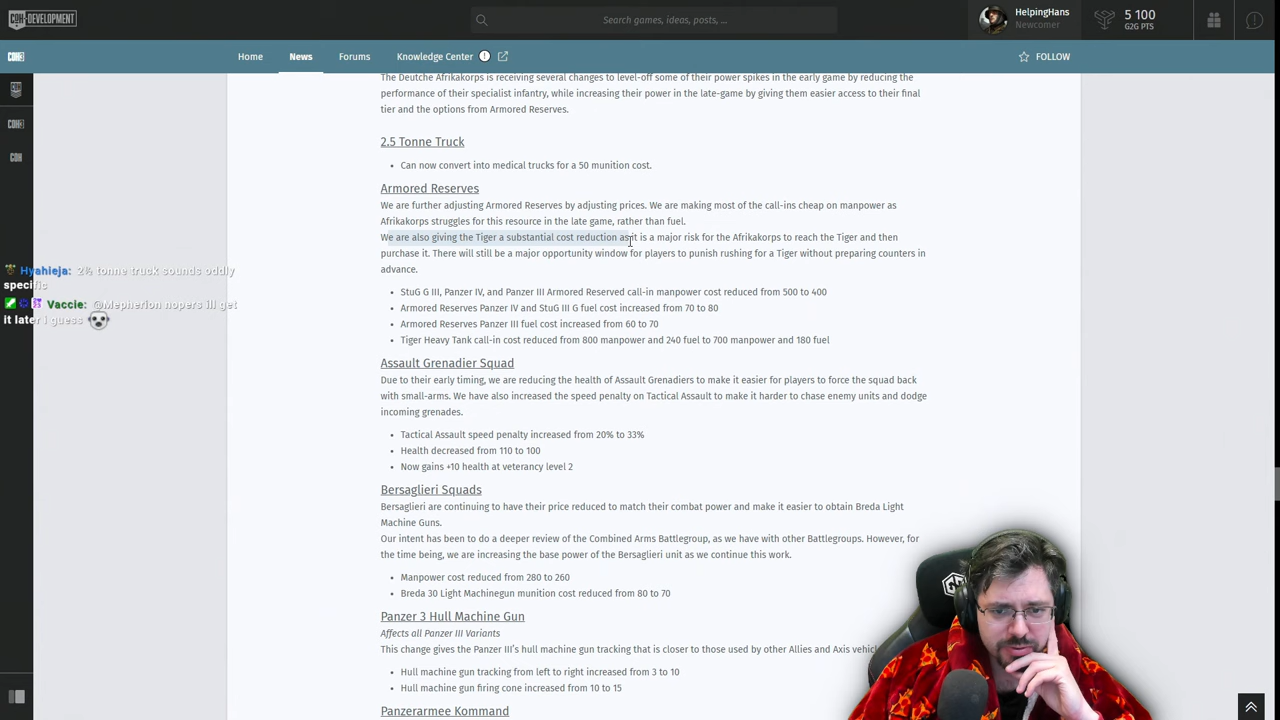 COH-DEVELOPMENT
Search games, ideas, posts, ...
HelpingHans
Newcomer
5 100
G2G PTS
COH3
Home
News
Forums
Knowledge Center
FOLLOW
The Deutche Afrikakorps is receiving several changes to level-off some of their power spikes in the early game by reducing the
performance of their specialist infantry, while increasing their power in the late-game by giving them easier access to their final
tier and the options from Armored Reserves.
2.5 Tonne Truck
• Can now convert into medical trucks for a 50 munition cost.
Armored Reserves
We are further adjusting Armored Reserves by adjusting prices. We are making most of the call-ins cheap on manpower as
Afrikakorps struggles for this resource in the late game, rather than fuel.
We are also giving the Tiger a substantial cost reduction as it is a major risk for the Afrikakorps to reach the Tiger and then
purchase it. There will still be a major opportunity window for players to punish rushing for a Tiger without preparing counters in
advance.
Hyahieja: 2½ tonne truck sounds oddly
specific
Vaccie: @Mepherion nopers ill get
it later i guess
• StuG G III, Panzer IV, and Panzer III Armored Reserved call-in manpower cost reduced from 500 to 400
• Armored Reserves Panzer IV and StuG III G fuel cost increased from 70 to 80
• Armored Reserves Panzer III fuel cost increased from 60 to 70
• Tiger Heavy Tank call-in cost reduced from 800 manpower and 240 fuel to 700 manpower and 180 fuel
Assault Grenadier Squad
Due to their early timing, we are reducing the health of Assault Grenadiers to make it easier for players to force the squad back
with small-arms. We have also increased the speed penalty on Tactical Assault to make it harder to chase enemy units and dodge
incoming grenades.
• Tactical Assault speed penalty increased from 20% to 33%
• Health decreased from 110 to 100
• Now gains +10 health at veterancy level 2
Bersaglieri Squads
Bersaglieri are continuing to have their price reduced to match their combat power and make it easier to obtain Breda Light
Machine Guns.
Our intent has been to do a deeper review of the Combined Arms Battlegroup, as we have with other Battlegroups. However, for
the time being, we are increasing the base power of the Bersaglieri unit as we continue this work.
• Manpower cost reduced from 280 to 260
• Breda 30 Light Machinegun munition cost reduced from 80 to 70
Panzer 3 Hull Machine Gun
Affects all Panzer III Variants
This change gives the Panzer III's hull machine gun tracking that is closer to those used by other Allies and Axis
• Hull machine gun tracking from left to right increased from 3 to 10
• Hull machine gun firing cone increased from 10 to 15
Panzerarmee Kommand